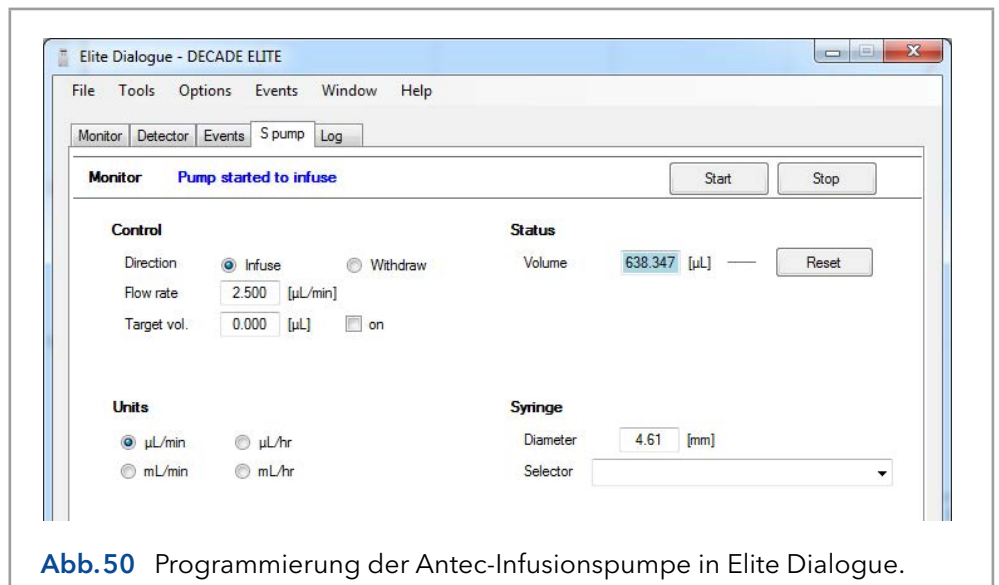 Elite Dialogue - DECADE ELITE
File Tools Options Events Window Help
Monitor Detector Events S pump Log
Monitor Pump started to infuse Start Stop
Control Status
Direction Infuse Withdraw Volume 638.347 [µL] Reset
Flow rate 2.500 [µL/min]
Target vol. 0.000 [µL] on
Units Syringe
µL/min µL/hr Diameter 4.61 [mm]
mL/min mL/hr Selector
Abb.50 Programmierung der Antec-Infusionspumpe in Elite Dialogue.